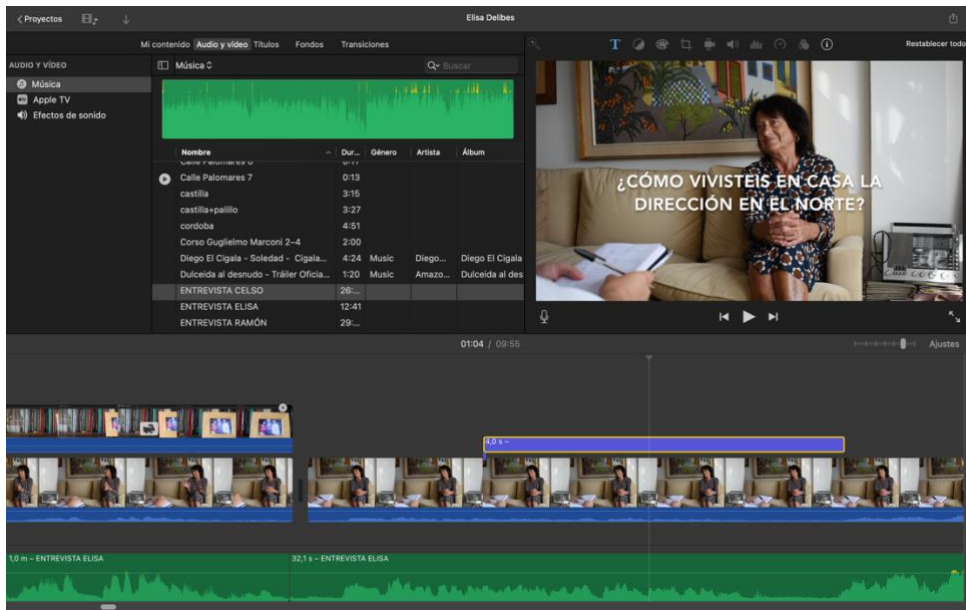 Proyectos
Elisa Delibes
Mi contenido Audio y vídeo Títulos Fondos Transiciones
Restablecer todo
AUDIO Y VÍDEO
Música
Buscar
Música
Apple TV
Efectos de sonido
Nombre Dur... Género Artista Álbum
Calle Palomares 7 0:13
castilla 3:15
castilla+palillo 3:27
cordoba 4:51
Corso Guglielmo Marconi 2–4 2:00
Diego El Cigala - Soledad - Cigala... 4:24 Music Diego... Diego El Cigala
Dulceida al desnudo - Tráiler Oficia... 1:20 Music Amazo... Dulceida al des
ENTREVISTA CELSO 26:...
ENTREVISTA ELISA 12:41
ENTREVISTA RAMÓN 29:...
¿CÓMO VIVISTEIS EN CASA LA
DIRECCIÓN EN EL NORTE?
01:04 / 09:55
Ajustes
4,0 s –
1,0 m – ENTREVISTA ELISA
32,1 s – ENTREVISTA ELISA